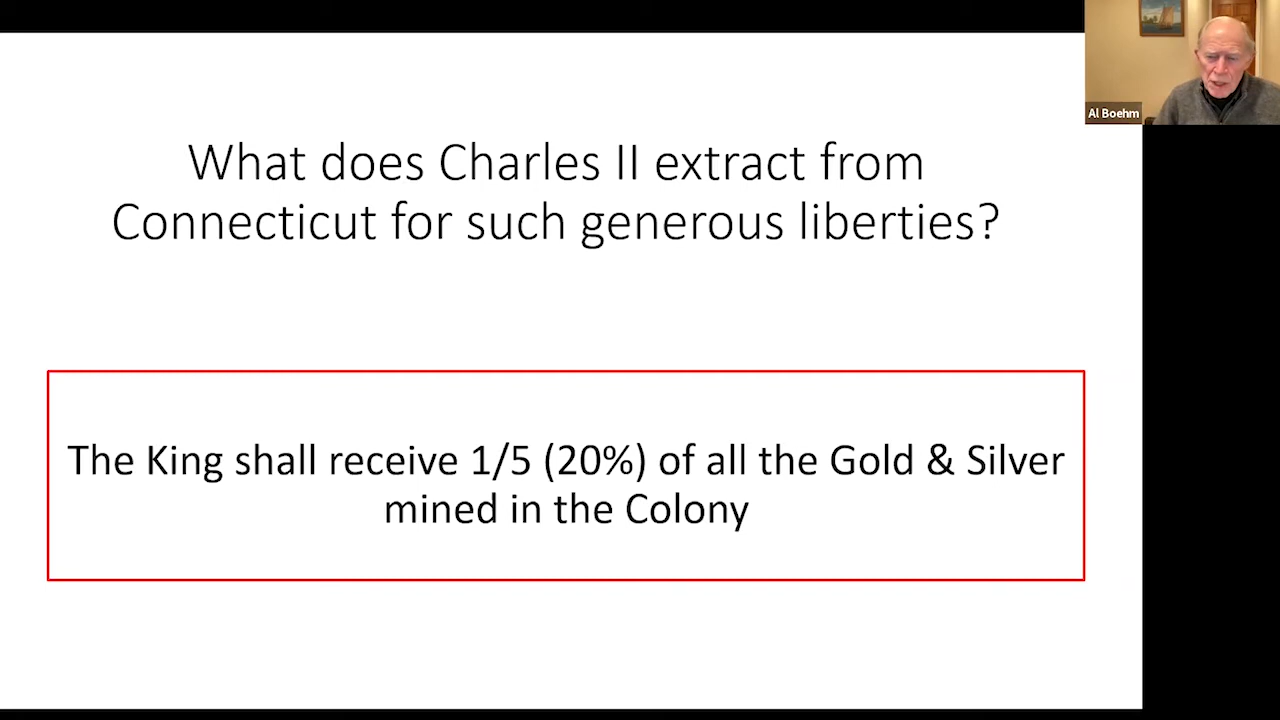 Al Boehm
What does Charles II extract from
Connecticut for such generous liberties?
The King shall receive 1/5 (20%) of all the Gold & Silver
mined in the Colony